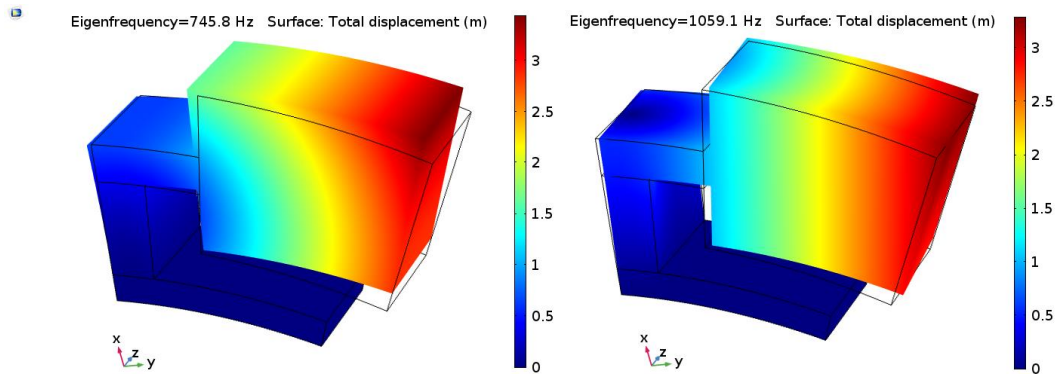 Eigenfrequency=745.8 Hz Surface: Total displacement (m)
3
2.5
2
1.5
1
0.5
0
x
z
y
Eigenfrequency=1059.1 Hz Surface: Total displacement (m)
3
2.5
2
1.5
1
0.5
0
x
z
y